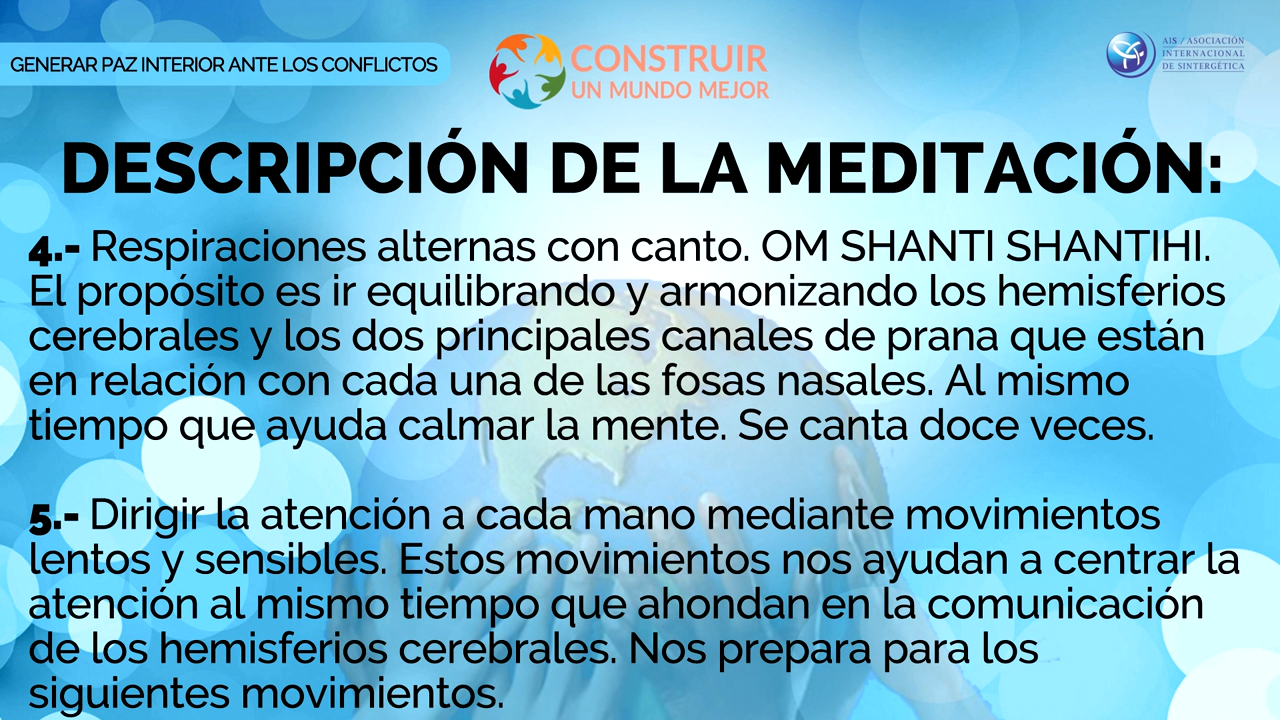 GENERAR PAZ INTERIOR ANTE LOS CONFLICTOS
CONSTRUIR
UN MUNDO MEJOR
AIS / ASOCIACIÓN
INTERNACIONAL
DE SINTERGÉTICA
DESCRIPCIÓN DE LA MEDITACIÓN:
4.- Respiraciones alternas con canto. OM SHANTI SHANTIHI.
El propósito es ir equilibrando y armonizando los hemisferios
cerebrales y los dos principales canales de prana que están
en relación con cada una de las fosas nasales. Al mismo
tiempo que ayuda calmar la mente. Se canta doce veces.
5.- Dirigir la atención a cada mano mediante movimientos
lentos y sensibles. Estos movimientos nos ayudan a centrar la
atención al mismo tiempo que ahondan en la comunicación
de los hemisferios cerebrales. Nos prepara para los
siguientes movimientos.